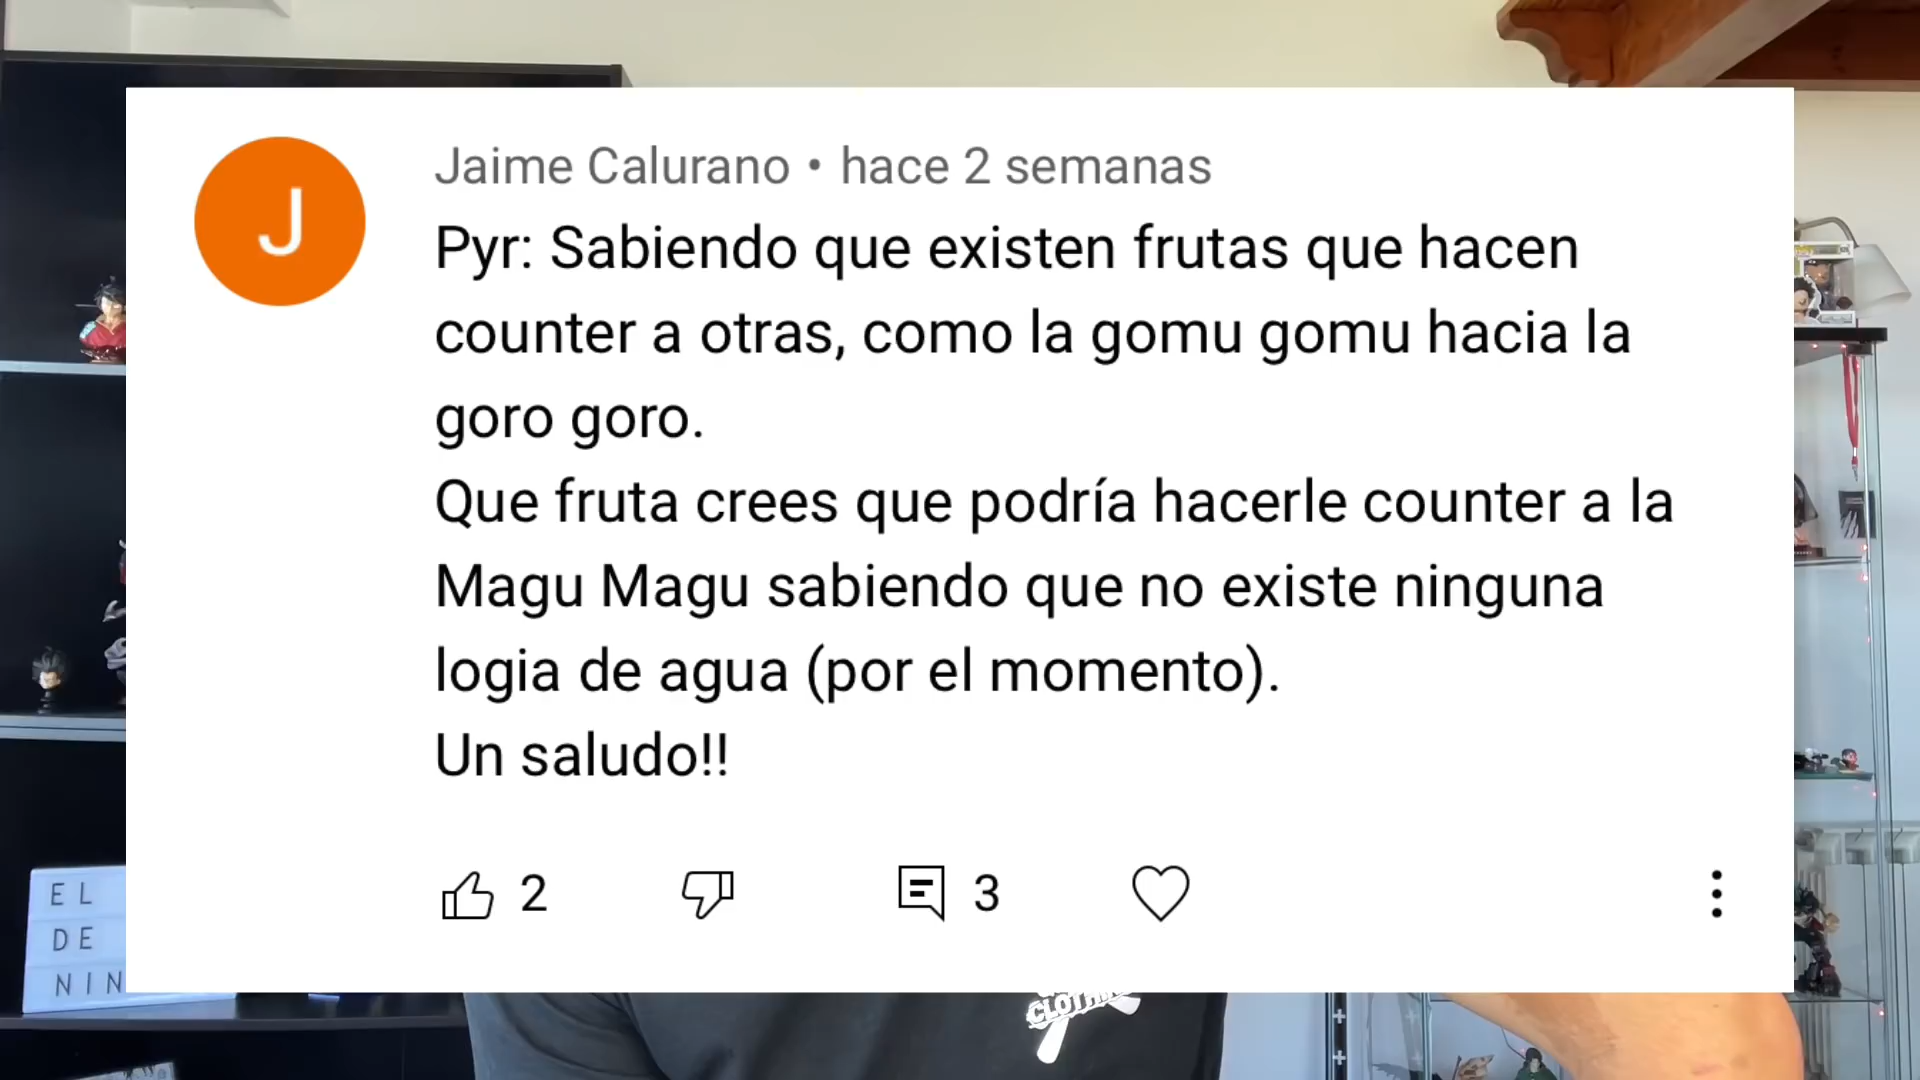 Jaime Calurano • hace 2 semanas
Pyr: Sabiendo que existen frutas que hacen
counter a otras, como la gomu gomu hacia la
goro goro.
Que fruta crees que podría hacerle counter a la
Magu Magu sabiendo que no existe ninguna
logia de agua (por el momento).
Un saludo!!
2
3
J
EL
DE
NIN